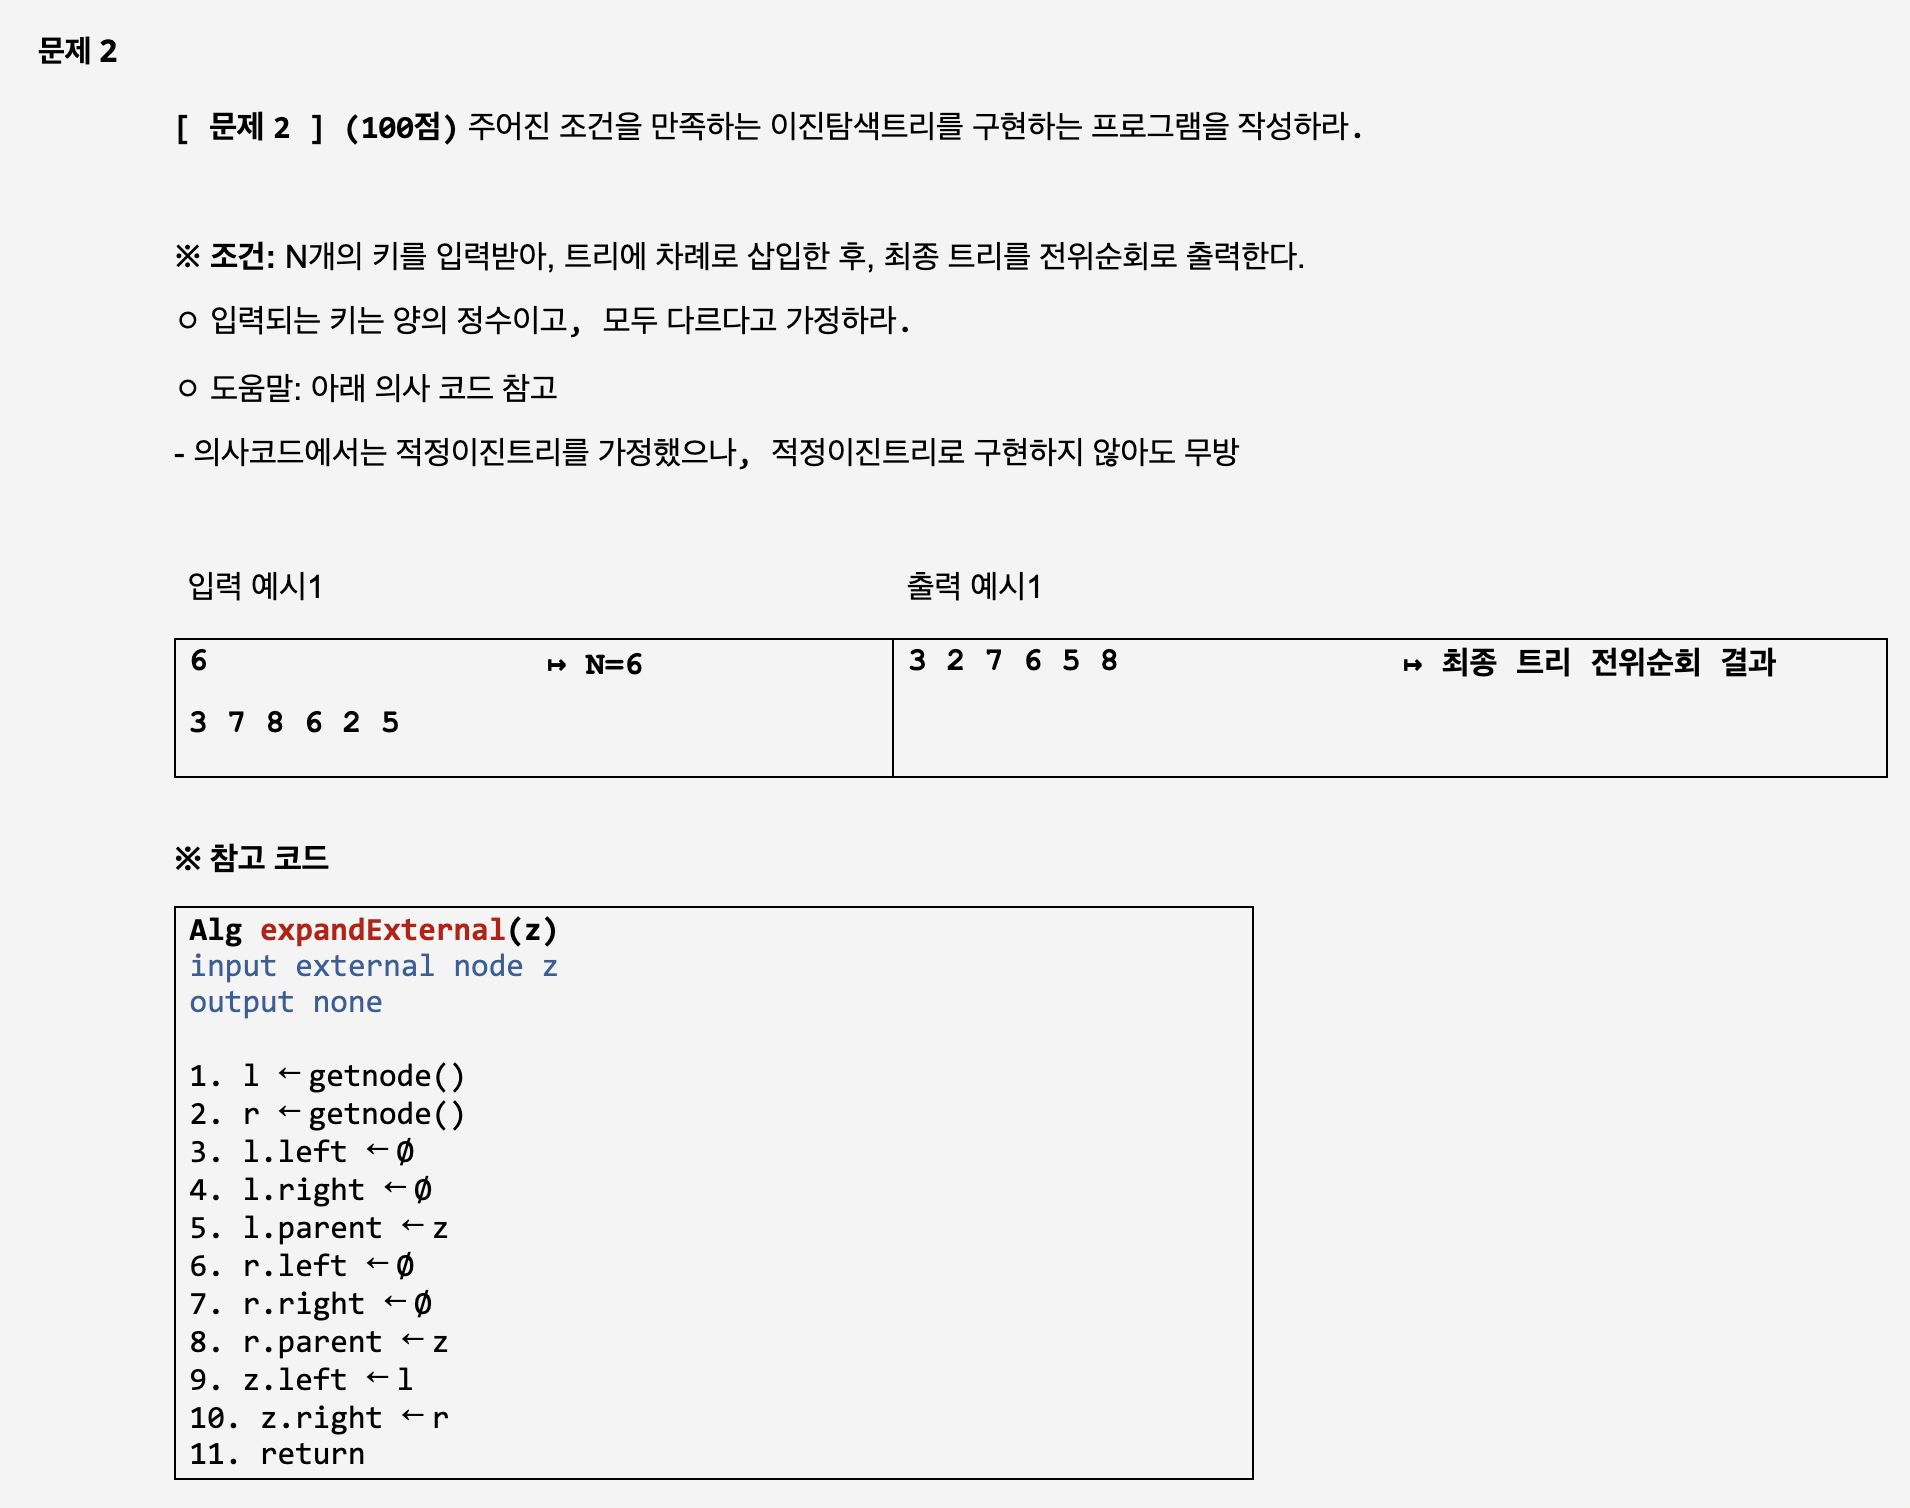 문제 2
[ 문제 2 ] (100점) 주어진 조건을 만족하는 이진탐색트리를 구현하는 프로그램을 작성하라.
※ 조건: N개의 키를 입력받아, 트리에 차례로 삽입한 후, 최종 트리를 전위순회로 출력한다.
ㅇ 입력되는 키는 양의 정수이고, 모두 다르다고 가정하라.
ㅇ 도움말: 아래 의사 코드 참고
- 의사코드에서는 적정이진트리를 가정했으나, 적정이진트리로 구현하지 않아도 무방
입력 예시1 출력 예시1
6 ↦ N=6 3 2 7 6 5 8 ↦ 최종 트리 전위순회 결과
3 7 8 6 2 5
※ 참고 코드
Alg expandExternal(z)
input external node z
output none
1. l ←getnode()
2. r ←getnode()
3. l.left ←∅
4. l.right ←∅
5. l.parent ←z
6. r.left ←∅
7. r.right ←∅
8. r.parent ←z
9. z.left ←l
10. z.right ←r
11. return